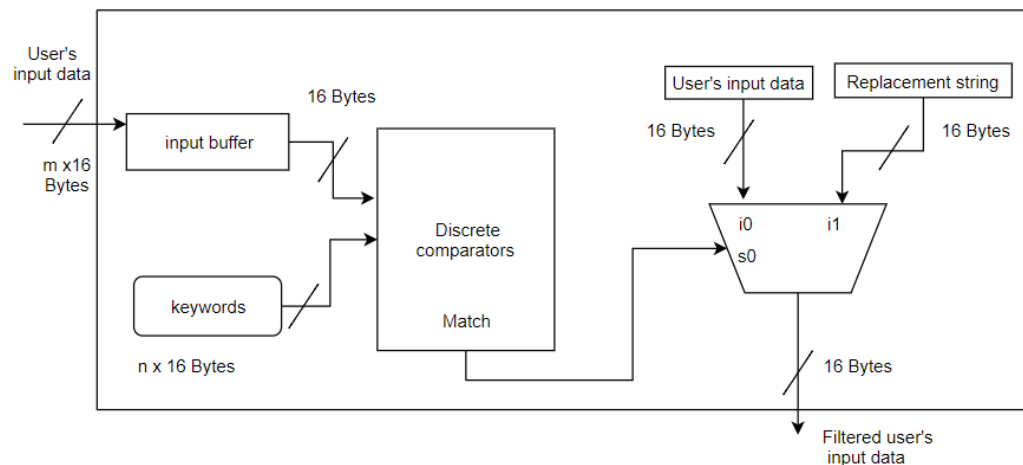 User's
input data
m x16
Bytes
input buffer
16 Bytes
keywords
n x 16 Bytes
Discrete
comparators
Match
User's input data
Replacement string
16 Bytes
16 Bytes
i0
i1
s0
16 Bytes
Filtered user's
input data